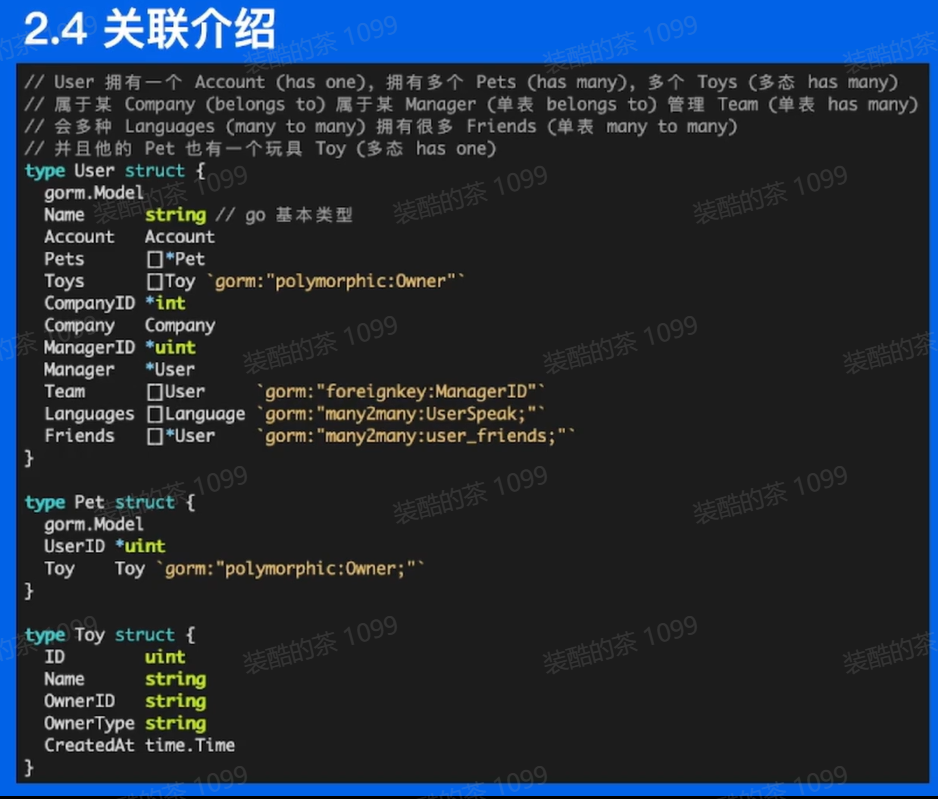 2.4 关联介绍
// User 拥有一个 Account (has one), 拥有多个 Pets (has many), 多个 Toys (多态 has many)
// 属于某 Company (belongs to) 属于某 Manager (单表 belongs to) 管理 Team (单表 has many)
// 会多种 Languages (many to many) 拥有很多 Friends (单表 many to many)
// 并且他的 Pet 也有一个玩具 Toy (多态 has one)
type User struct {
  gorm.Model
  Name      string // go 基本类型
  Account   Account
  Pets      []*Pet
  Toys      []Toy `gorm:"polymorphic:Owner"`
  CompanyID *int
  Company   Company
  ManagerID *uint
  Manager   *User
  Team      []User     `gorm:"foreignkey:ManagerID"`
  Languages []Language `gorm:"many2many:UserSpeak;"`
  Friends   []*User    `gorm:"many2many:user_friends;"`
}
type Pet struct {
  gorm.Model
  UserID *uint
  Toy    Toy `gorm:"polymorphic:Owner;"`
}
type Toy struct {
  ID        uint
  Name      string
  OwnerID   string
  OwnerType string
  CreatedAt time.Time
}
装酷的茶 1099